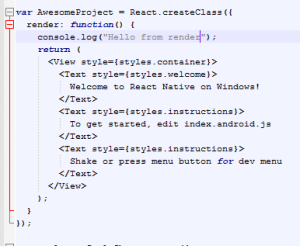 var AwesomeProject = React.createClass({
  render: function() {
    console.log("Hello from render");
    return (
      <View style={styles.container}>
        <Text style={styles.welcome}>
          Welcome to React Native on Windows!
        </Text>
        <Text style={styles.instructions}>
          To get started, edit index.android.js
        </Text>
        <Text style={styles.instructions}>
          Shake or press menu button for dev menu
        </Text>
      </View>
    );
  }
});